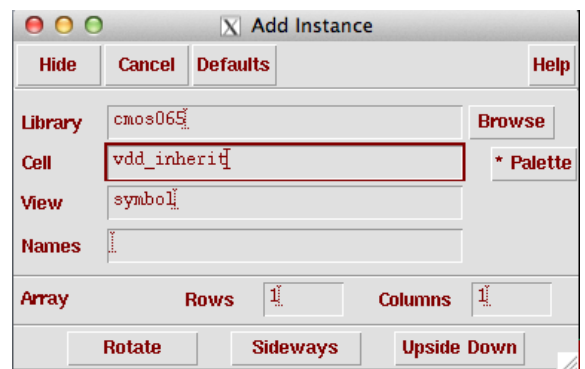 Add Instance
Hide Cancel Defaults Help
Library cmos065 Browse
Cell vdd_inherit * Palette
View symbol
Names
Array Rows 1 Columns 1
Rotate Sideways Upside Down